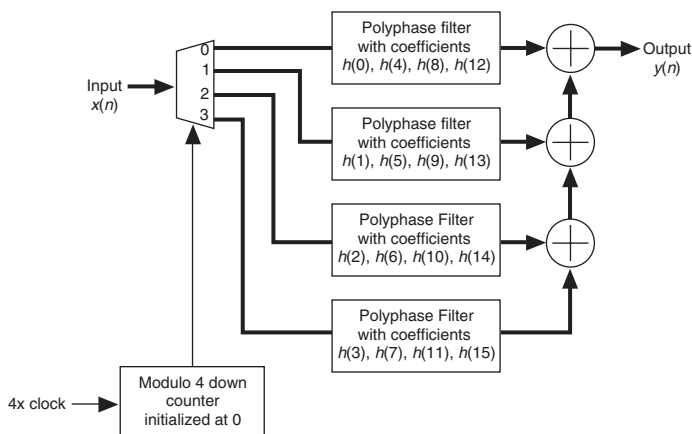 Polyphase filter
with coefficients
h(0), h(4), h(8), h(12)
Output
y(n)
Input
x(n)
0
1
2
3
Polyphase filter
with coefficients
h(1), h(5), h(9), h(13)
Polyphase Filter
with coefficients
h(2), h(6), h(10), h(14)
Polyphase Filter
with coefficients
h(3), h(7), h(11), h(15)
4x clock
Modulo 4 down
counter
initialized at 0